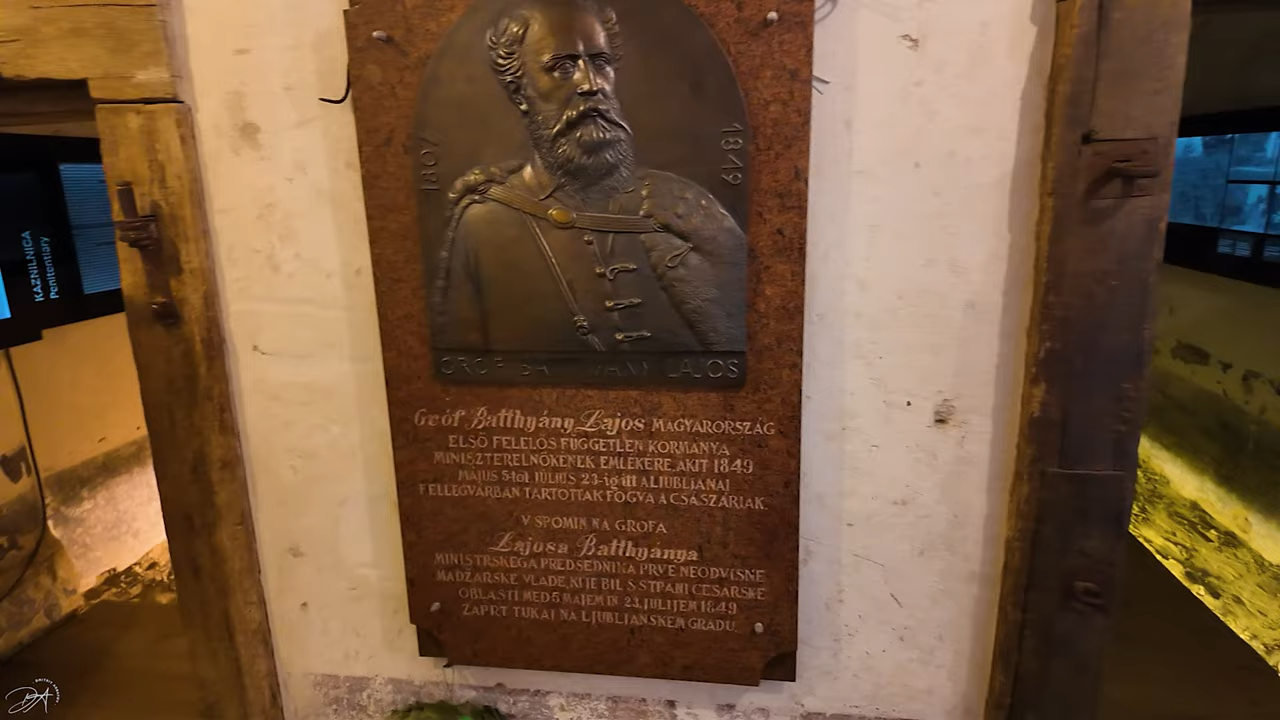 1807
1849
GRÓF BATTHYÁNY LAJOS
Gróf Batthyány Lajos MAGYARORSZÁG
ELSŐ FELELŐS FÜGGETLEN KORMÁNYA
MINISZTERELNÖKÉNEK EMLÉKÉRE, AKIT 1849
MÁJUS 5-től JÚLIUS 23-ig itt A LJUBLJANAI
FELLEGVÁRBAN TARTOTTAK FOGVA A CSÁSZÁRIAK.
V SPOMIN NA GROFA
Lajosa Batthyánya
MINISTRSKEGA PREDSEDNIKA PRVE NEODVISNE
MADŽARSKE VLADE, KI JE BIL S STRANI CESARSKE
OBLASTI MED 5. MAJEM IN 23. JULIJEM 1849
ZAPRT TUKAJ NA LJUBLJANSKEM GRADU.
KAZNILNICA
Penitentiary